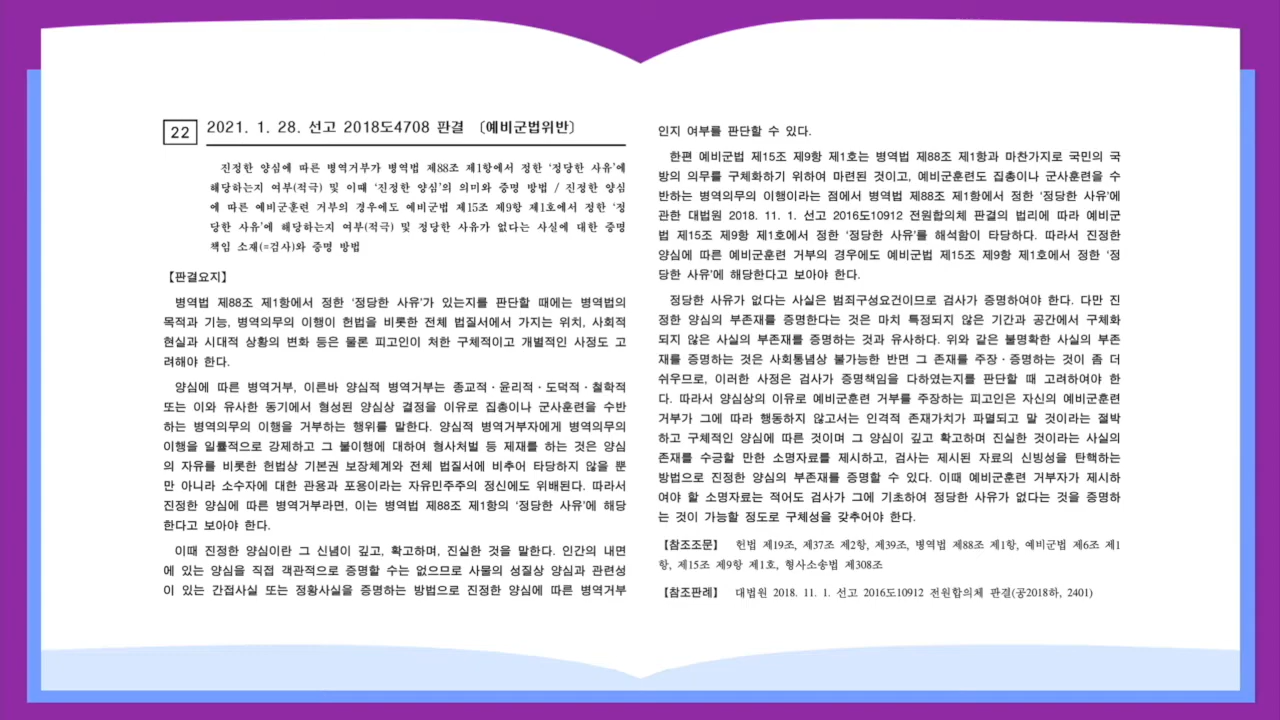 22 2021. 1. 28. 선고 2018도4708 판결 〔예비군법위반〕
진정한 양심에 따른 병역거부가 병역법 제88조 제1항에서 정한 ‘정당한 사유’에
해당하는지 여부(적극) 및 이때 ‘진정한 양심’의 의미와 증명 방법 / 진정한 양심
에 따른 예비군훈련 거부의 경우에도 예비군법 제15조 제9항 제1호에서 정한 ‘정
당한 사유’에 해당하는지 여부(적극) 및 정당한 사유가 없다는 사실에 대한 증명
책임 소재(=검사)와 증명 방법
【판결요지】
병역법 제88조 제1항에서 정한 ‘정당한 사유’가 있는지를 판단할 때에는 병역법의
목적과 기능, 병역의무의 이행이 헌법을 비롯한 전체 법질서에서 가지는 위치, 사회적
현실과 시대적 상황의 변화 등은 물론 피고인이 처한 구체적이고 개별적인 사정도 고
려해야 한다.
양심에 따른 병역거부, 이른바 양심적 병역거부는 종교적·윤리적·도덕적·철학적
또는 이와 유사한 동기에서 형성된 양심상 결정을 이유로 집총이나 군사훈련을 수반
하는 병역의무의 이행을 거부하는 행위를 말한다. 양심적 병역거부자에게 병역의무의
이행을 일률적으로 강제하고 그 불이행에 대하여 형사처벌 등 제재를 하는 것은 양심
의 자유를 비롯한 헌법상 기본권 보장체계와 전체 법질서에 비추어 타당하지 않을 뿐
만 아니라 소수자에 대한 관용과 포용이라는 자유민주주의 정신에도 위배된다. 따라서
진정한 양심에 따른 병역거부라면, 이는 병역법 제88조 제1항의 ‘정당한 사유’에 해당
한다고 보아야 한다.
이때 진정한 양심이란 그 신념이 깊고, 확고하며, 진실한 것을 말한다. 인간의 내면
에 있는 양심을 직접 객관적으로 증명할 수는 없으므로 사물의 성질상 양심과 관련성
이 있는 간접사실 또는 정황사실을 증명하는 방법으로 진정한 양심에 따른 병역거부
인지 여부를 판단할 수 있다.
한편 예비군법 제15조 제9항 제1호는 병역법 제88조 제1항과 마찬가지로 국민의 국
방의 의무를 구체화하기 위하여 마련된 것이고, 예비군훈련도 집총이나 군사훈련을 수
반하는 병역의무의 이행이라는 점에서 병역법 제88조 제1항에서 정한 ‘정당한 사유’에
관한 대법원 2018. 11. 1. 선고 2016도10912 전원합의체 판결의 법리에 따라 예비군
법 제15조 제9항 제1호에서 정한 ‘정당한 사유’를 해석함이 타당하다. 따라서 진정한
양심에 따른 예비군훈련 거부의 경우에도 예비군법 제15조 제9항 제1호에서 정한 ‘정
당한 사유’에 해당한다고 보아야 한다.
정당한 사유가 없다는 사실은 범죄구성요건이므로 검사가 증명하여야 한다. 다만 진
정한 양심의 부존재를 증명한다는 것은 마치 특정되지 않은 기간과 공간에서 구체화
되지 않은 사실의 부존재를 증명하는 것과 유사하다. 위와 같은 불명확한 사실의 부존
재를 증명하는 것은 사회통념상 불가능한 반면 그 존재를 주장·증명하는 것이 좀 더
쉬우므로, 이러한 사정은 검사가 증명책임을 다하였는지를 판단할 때 고려하여야 한
다. 따라서 양심상의 이유로 예비군훈련 거부를 주장하는 피고인은 자신의 예비군훈련
거부가 그에 따라 행동하지 않고서는 인격적 존재가치가 파멸되고 말 것이라는 절박
하고 구체적인 양심에 따른 것이며 그 양심이 깊고 확고하며 진실한 것이라는 사실의
존재를 수긍할 만한 소명자료를 제시하고, 검사는 제시된 자료의 신빙성을 탄핵하는
방법으로 진정한 양심의 부존재를 증명할 수 있다. 이때 예비군훈련 거부자가 제시하
여야 할 소명자료는 적어도 검사가 그에 기초하여 정당한 사유가 없다는 것을 증명하
는 것이 가능할 정도로 구체성을 갖추어야 한다.
【참조조문】 헌법 제19조, 제37조 제2항, 제39조, 병역법 제88조 제1항, 예비군법 제6조 제1
항, 제15조 제9항 제1호, 형사소송법 제308조
【참조판례】 대법원 2018. 11. 1. 선고 2016도10912 전원합의체 판결(공2018하, 2401)